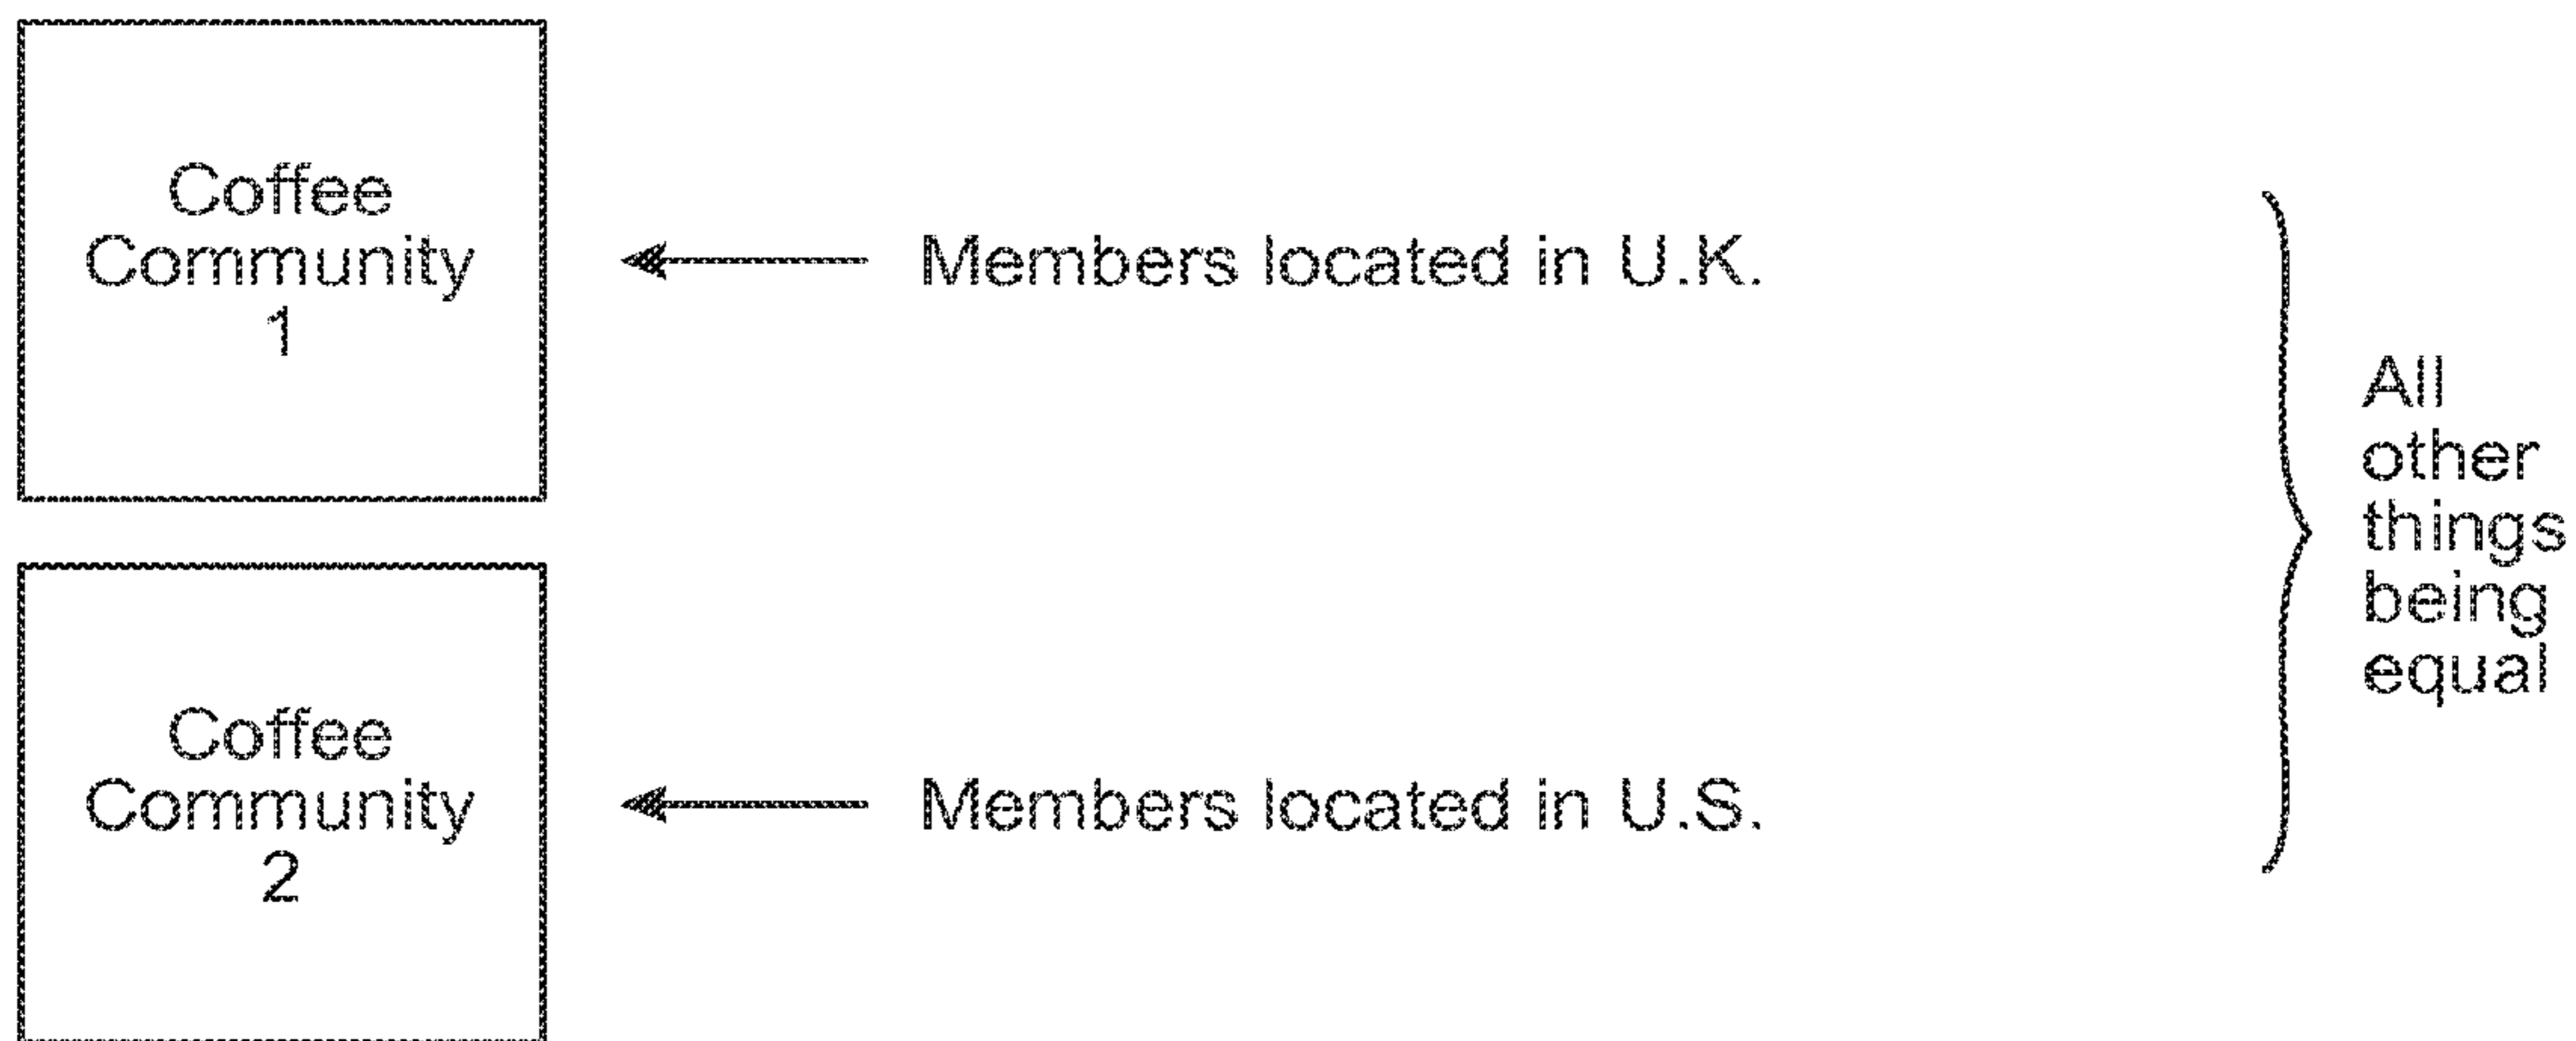 Coffee
Community
1
Members located in U.K.
All
other
things
being
equal
Coffee
Community
2
Members located in U.S.